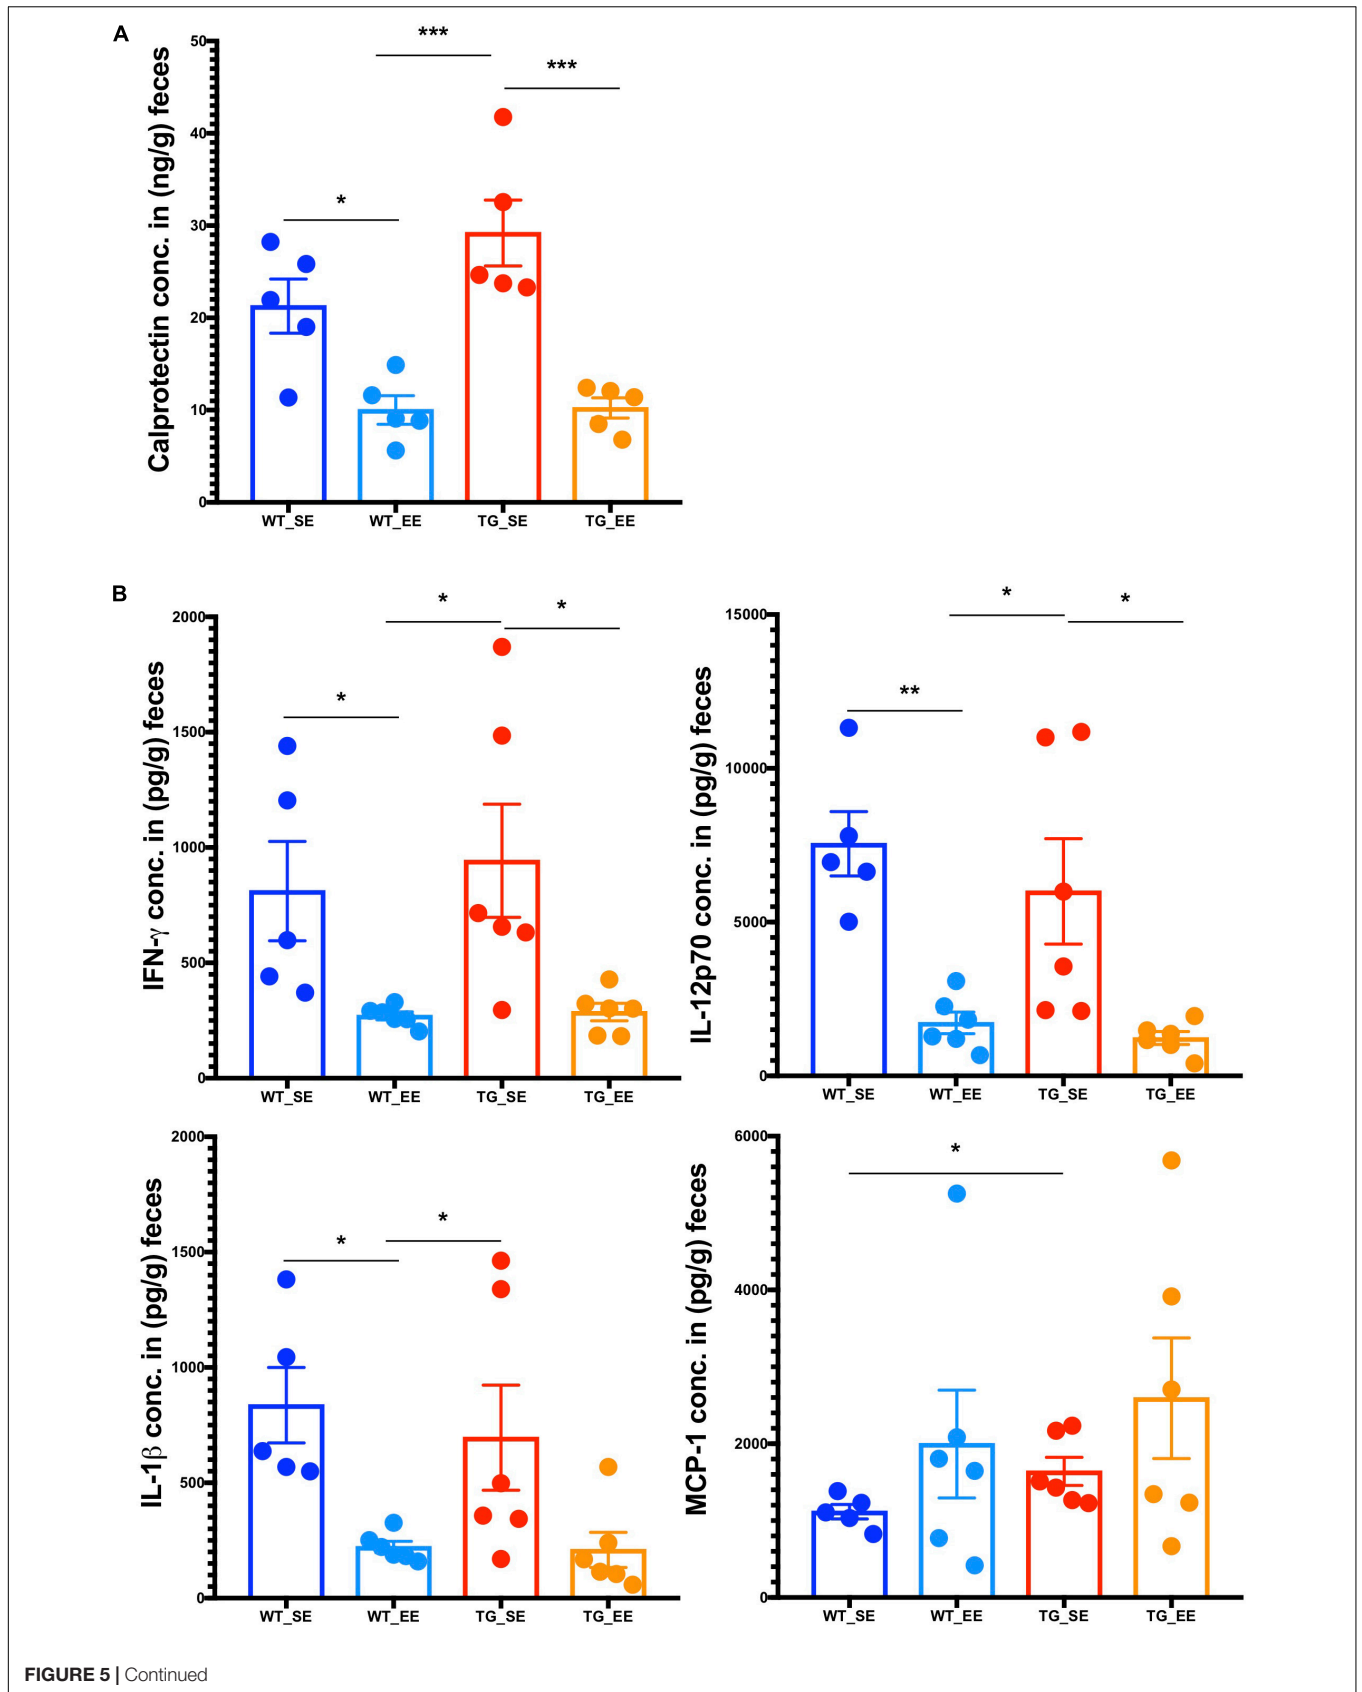 A
Calprotectin conc. in (ng/g) feces
50
40
30
20
10
0
***
***
*
WT_SE WT_EE TG_SE TG_EE
B
IFN-γ conc. in (pg/g) feces
2000
1500
1000
500
0
*
*
*
WT_SE WT_EE TG_SE TG_EE
IL-12p70 conc. in (pg/g) feces
15000
10000
5000
0
*
*
**
WT_SE WT_EE TG_SE TG_EE
IL-1β conc. in (pg/g) feces
2000
1500
1000
500
0
*
*
WT_SE WT_EE TG_SE TG_EE
MCP-1 conc. in (pg/g) feces
6000
4000
2000
0
*
WT_SE WT_EE TG_SE TG_EE
FIGURE 5 | Continued